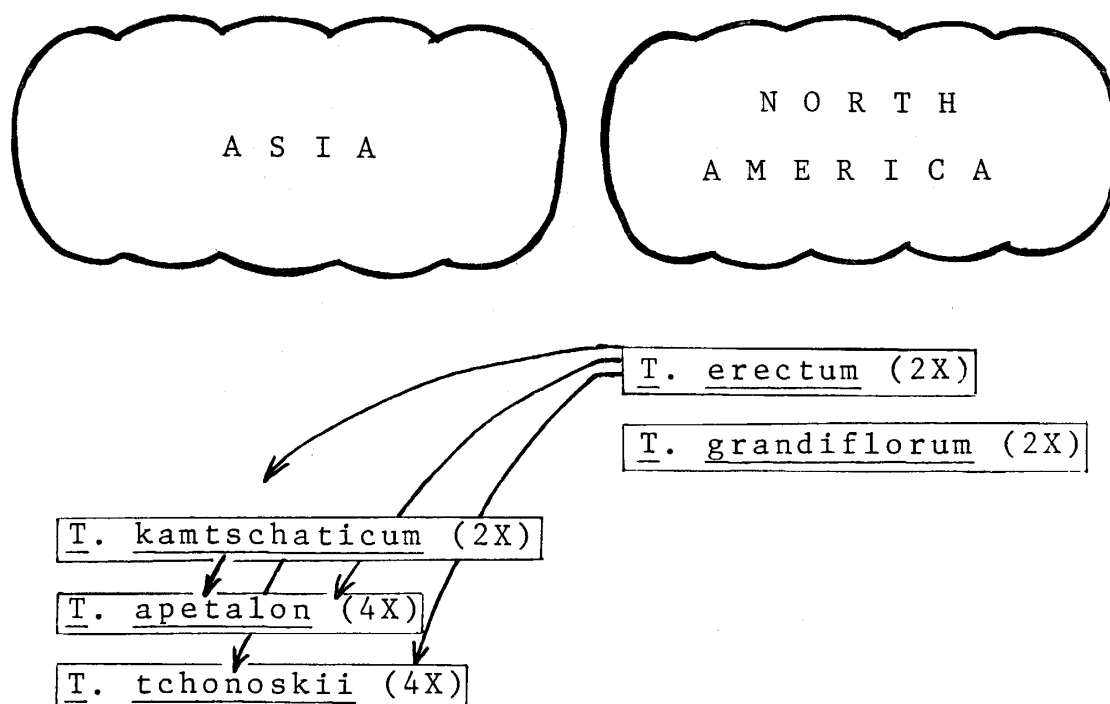 A S I A
N O R T H
A M E R I C A
T. erectum (2X)
T. grandiflorum (2X)
T. kamtschaticum (2X)
T. apetalon (4X)
T. tchonoskii (4X)